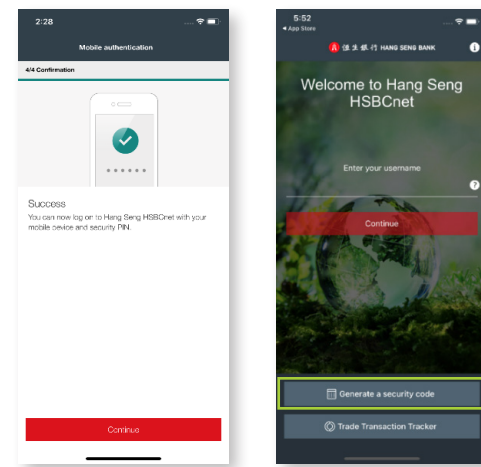 2:28
Mobile authentication
4/4 Confirmation
Success
You can now log on to Hang Seng HSBCnet with your
mobile device and security PIN.
Continue
5:52
App Store
恒生銀行 HANG SENG BANK
Welcome to Hang Seng
HSBCnet
Enter your username
Continue
Generate a security code
Trade Transaction Tracker